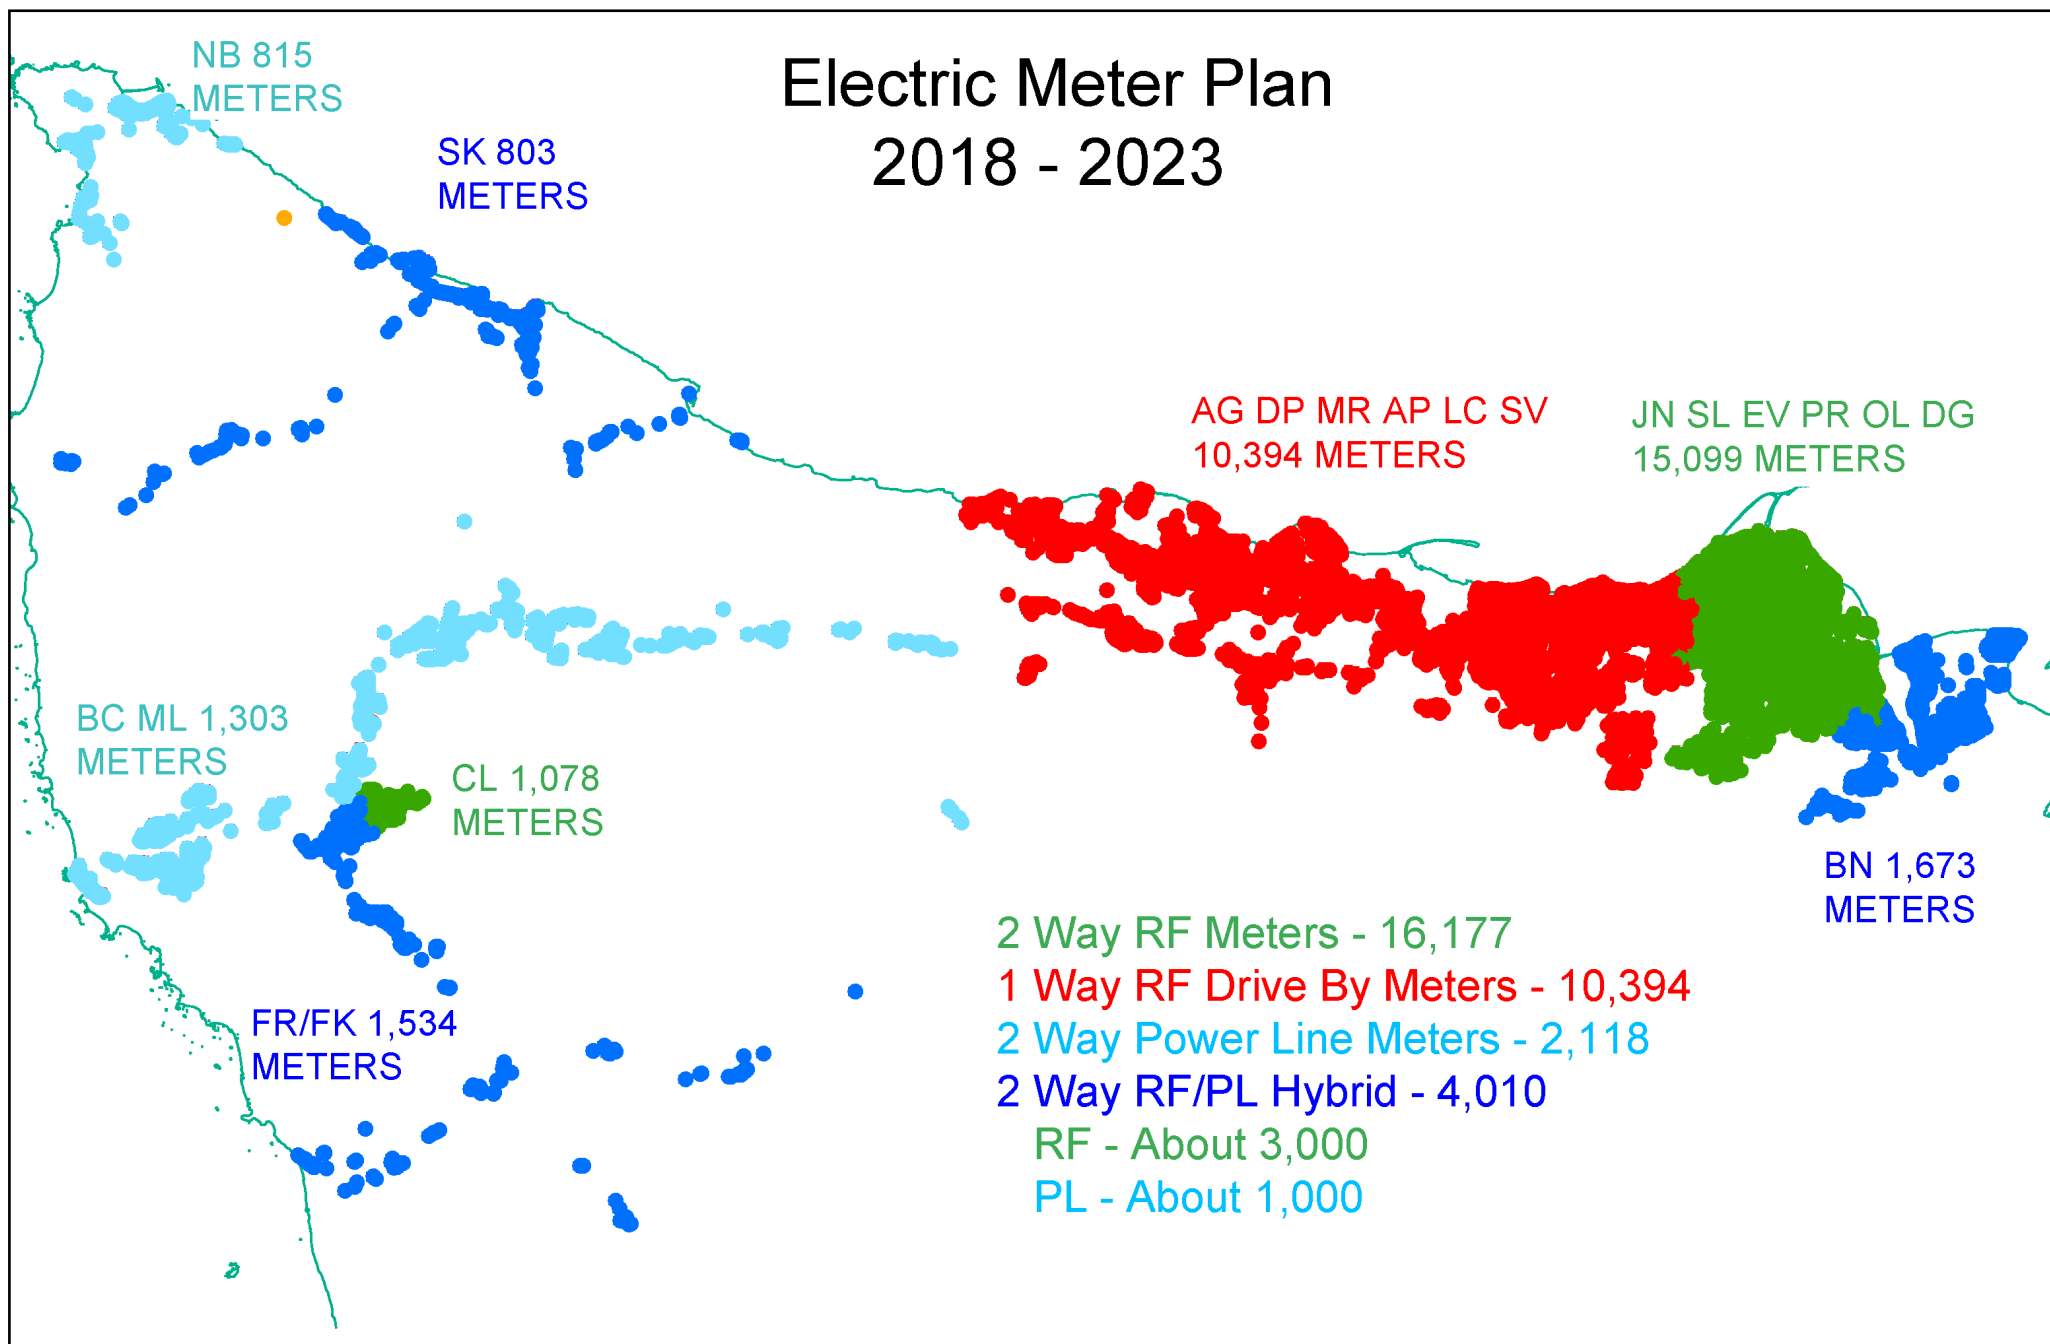 Electric Meter Plan
2018 - 2023
NB 815
METERS
SK 803
METERS
AG DP MR AP LC SV
10,394 METERS
JN SL EV PR OL DG
15,099 METERS
BC ML 1,303
METERS
CL 1,078
METERS
BN 1,673
METERS
FR/FK 1,534
METERS
2 Way RF Meters - 16,177
1 Way RF Drive By Meters - 10,394
2 Way Power Line Meters - 2,118
2 Way RF/PL Hybrid - 4,010
RF - About 3,000
PL - About 1,000